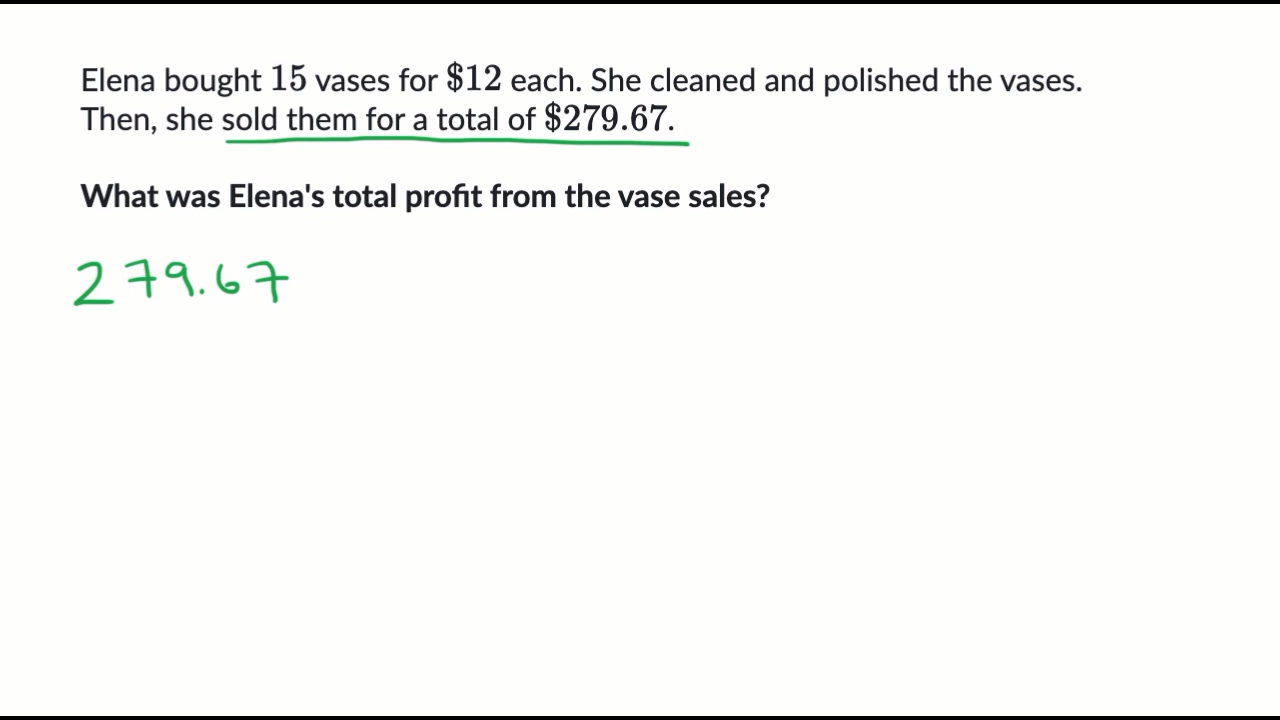 Elena bought 15 vases for $12 each. She cleaned and polished the vases.
Then, she sold them for a total of $279.67.
What was Elena's total profit from the vase sales?
279.67